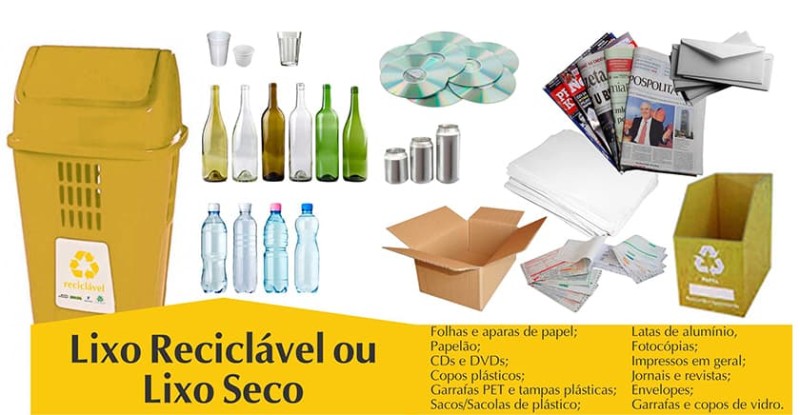 POSPOLITA
reciclável
Lixo Reciclável ou
Lixo Seco
Folhas e aparas de papel;
Papelão;
CDs e DVDs;
Copos plásticos;
Garrafas PET e tampas plásticas;
Sacos/Sacolas de plástico;
Latas de alumínio,
Fotocópias;
Impressos em geral;
Jornais e revistas;
Envelopes;
Garrafas e copos de vidro.